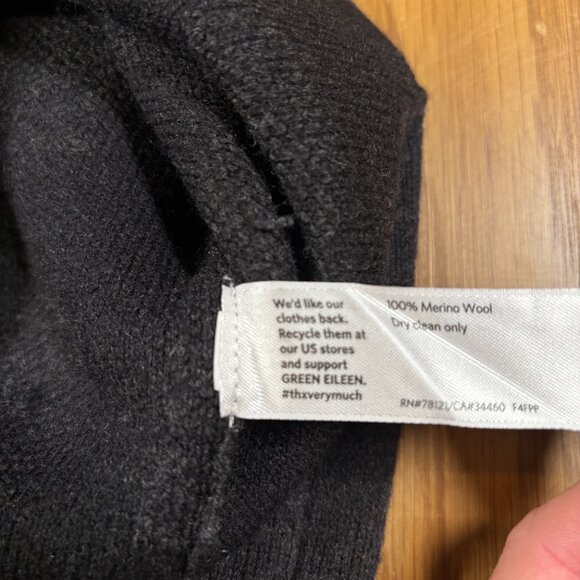 We'd like our
clothes back.
Recycle them at
our US stores
and support
GREEN EILEEN.
#thxverymuch
100% Merino Wool
Dry clean only
RN#78121/CA#34460 F4FPP